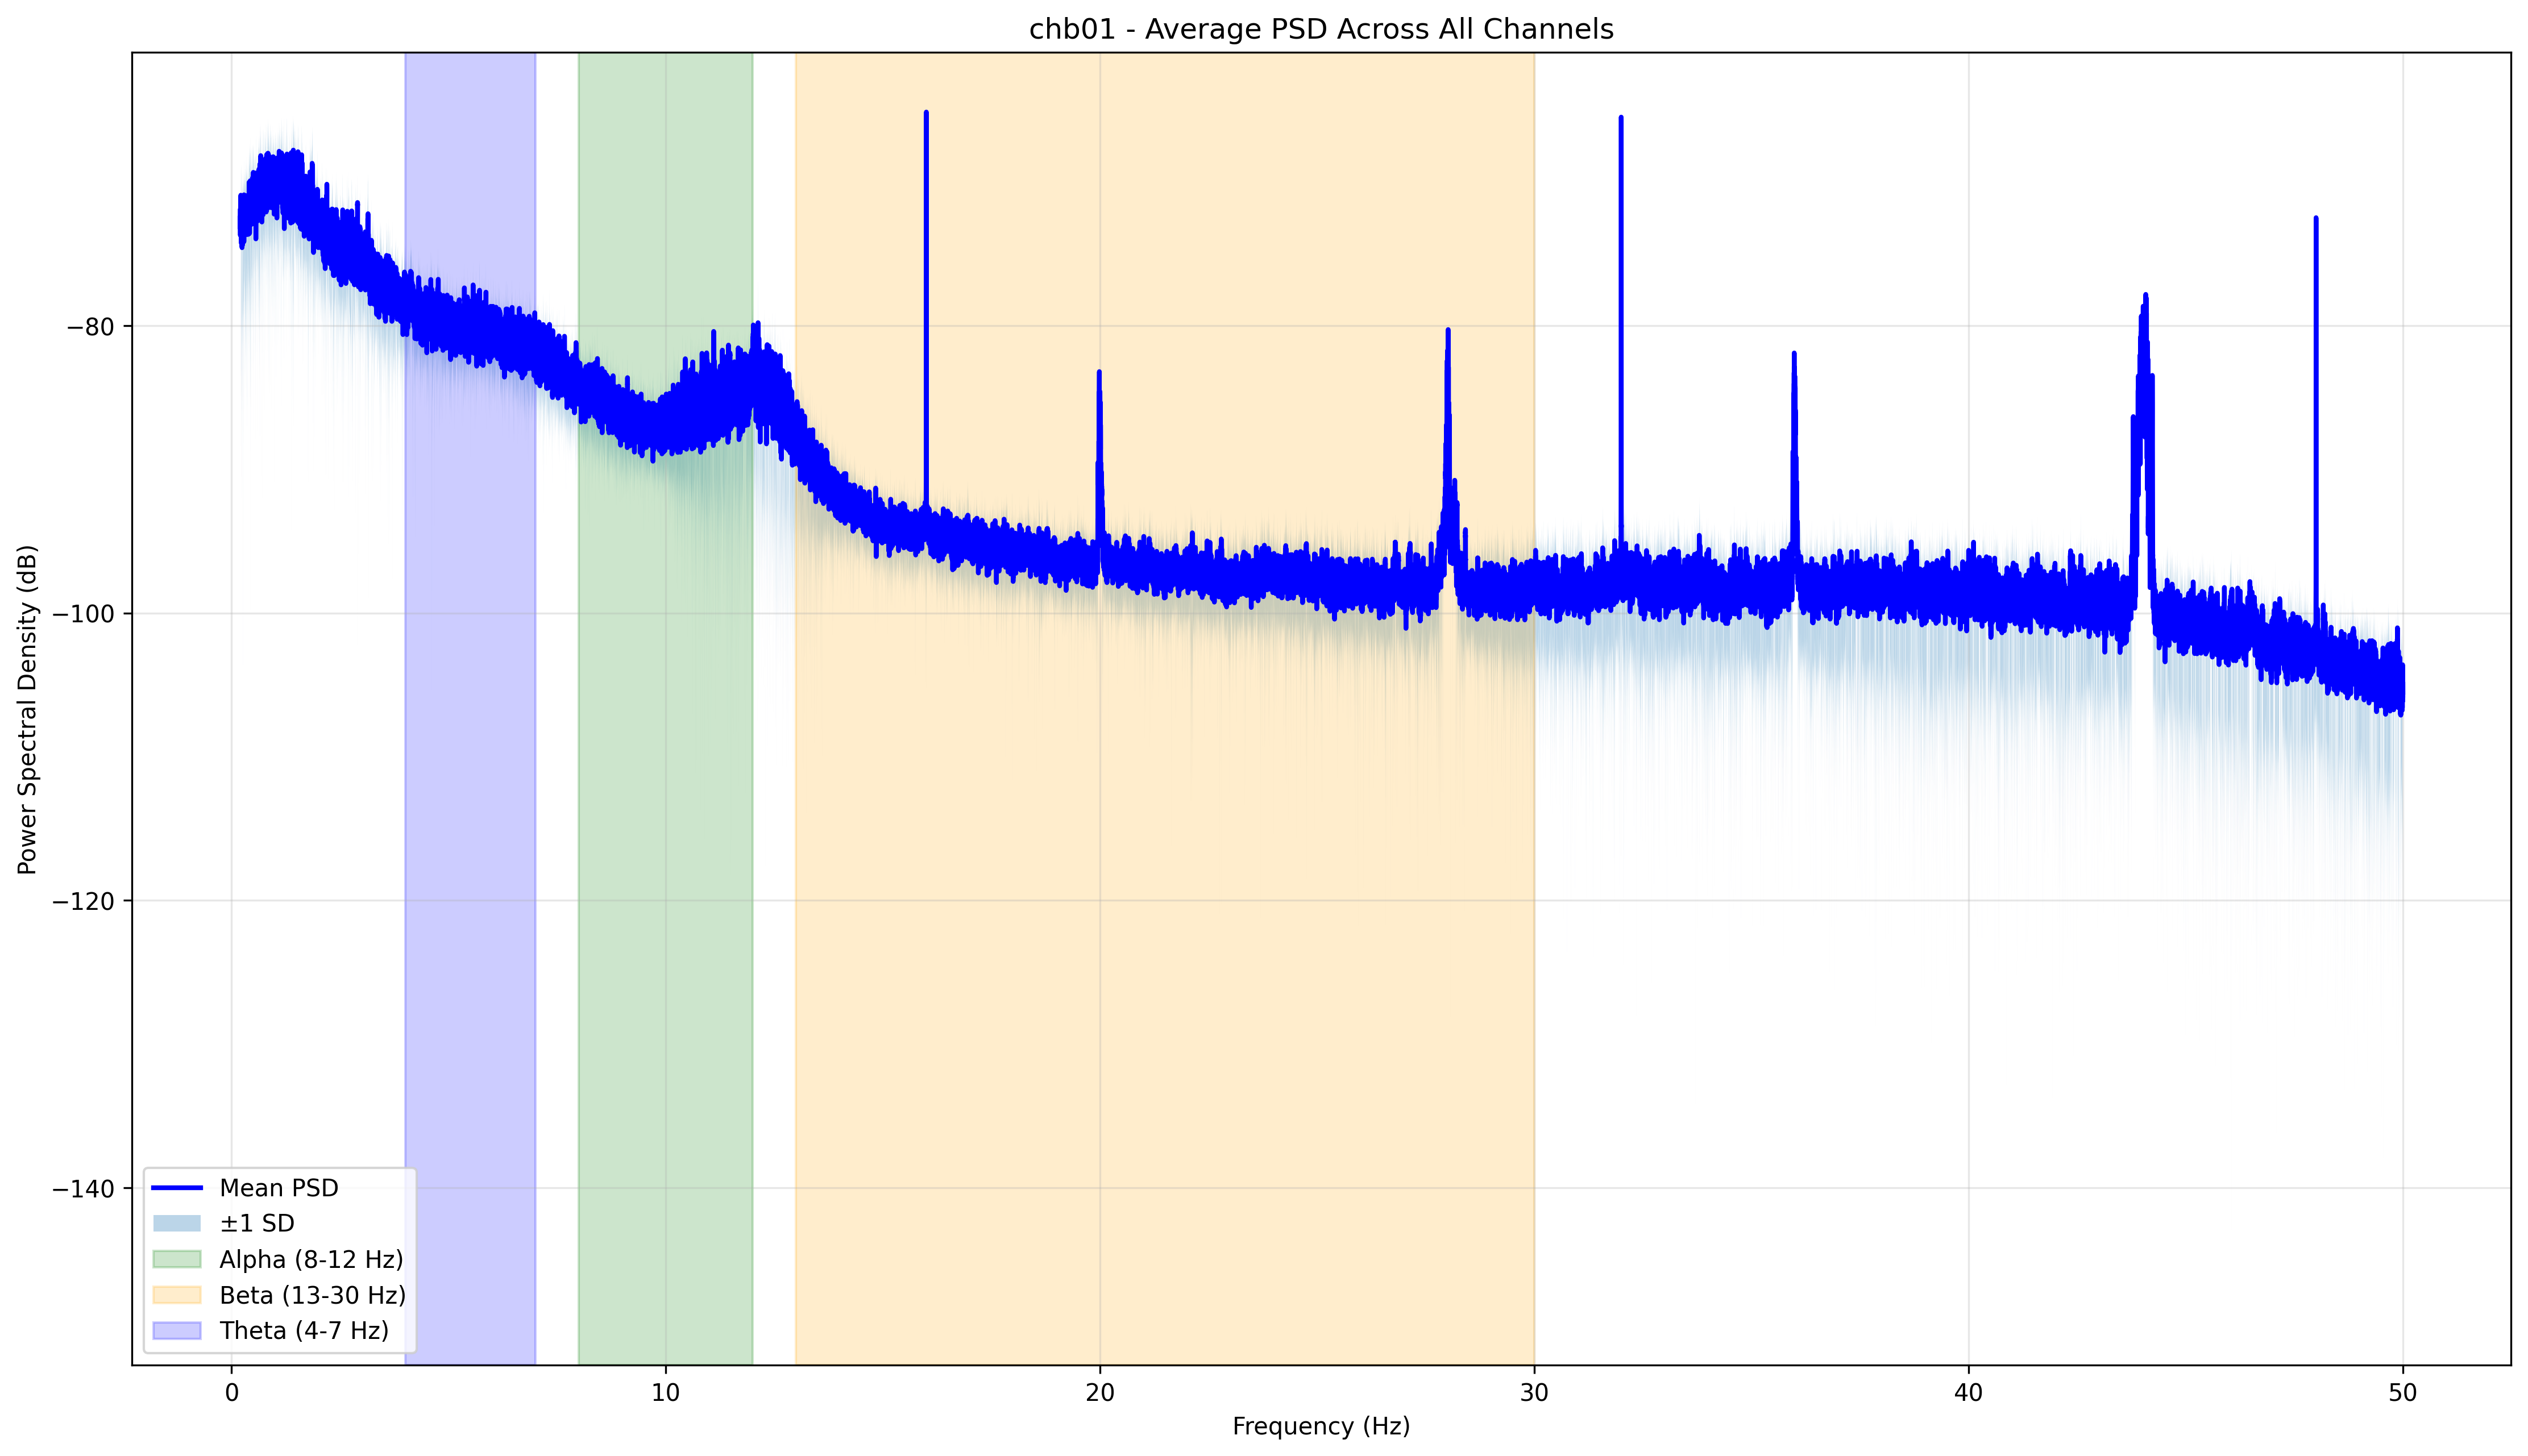 chb01 - Average PSD Across All Channels
Power Spectral Density (dB)
−80
−100
−120
−140
Mean PSD
±1 SD
Alpha (8-12 Hz)
Beta (13-30 Hz)
Theta (4-7 Hz)
0 10 20 30 40 50
Frequency (Hz)